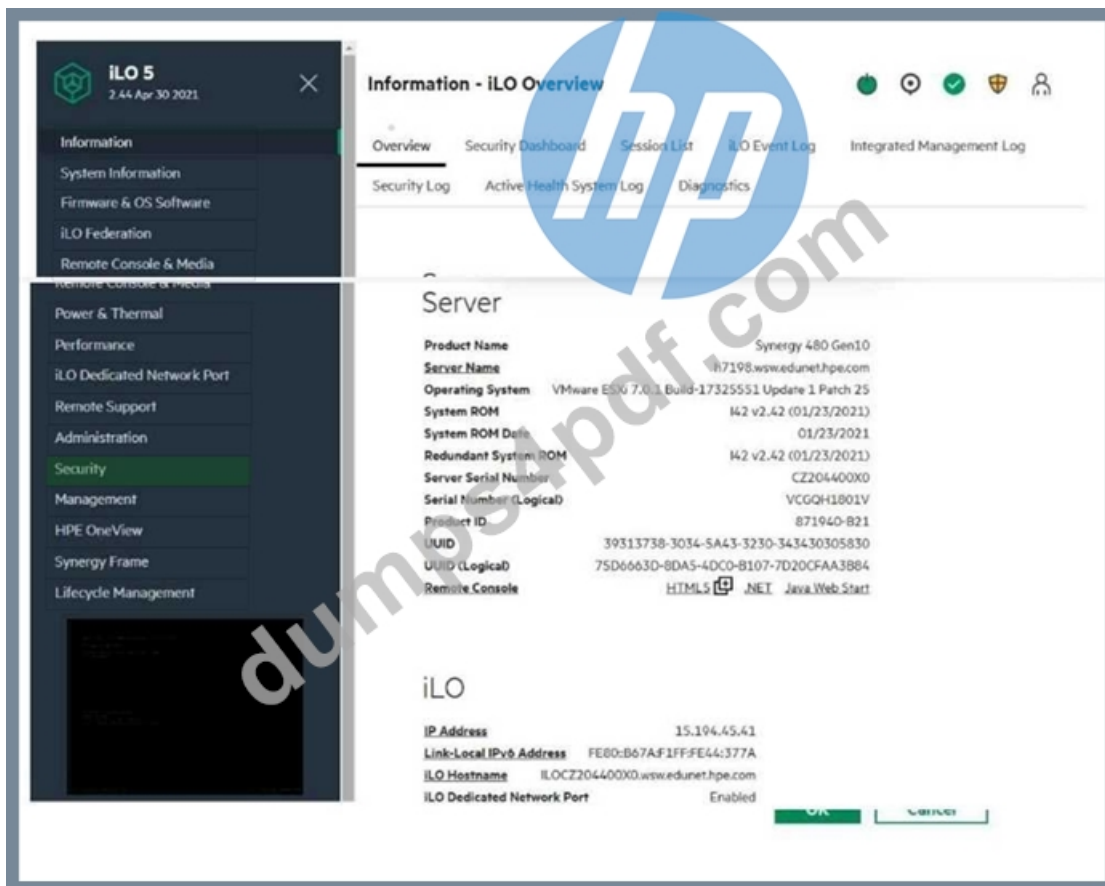 iLO 5
2.44 Apr 30 2021
Information
System Information
Firmware & OS Software
iLO Federation
Remote Console & Media
Remote Console & Media
Power & Thermal
Performance
iLO Dedicated Network Port
Remote Support
Administration
Security
Management
HPE OneView
Synergy Frame
Lifecycle Management
Information - iLO Overview
Overview Security Dashboard Session List iLO Event Log Integrated Management Log
Security Log Active Health System Log Diagnostics
hp
Server
Product Name Synergy 480 Gen10
Server Name h7198.wsw.edunet.hpe.com
Operating System VMware ESXi 7.0.1 Build-17325551 Update 1 Patch 25
System ROM I42 v2.42 (01/23/2021)
System ROM Date 01/23/2021
Redundant System ROM I42 v2.42 (01/23/2021)
Server Serial Number CZ204400X0
Serial Number (Logical) VCGQH1801V
Product ID 871940-B21
UUID 39313738-3034-5A43-3230-343430305830
UUID (Logical) 75D6663D-8DA5-4DC0-B107-7D20CFAA3884
Remote Console HTML5 .NET Java Web Start
iLO
IP Address 15.194.45.41
Link-Local IPv6 Address FE80::B67A:F1FF:FE44:377A
iLO Hostname ILOCZ204400X0.wsw.edunet.hpe.com
iLO Dedicated Network Port Enabled
OK Cancel
dumps4pdf.com